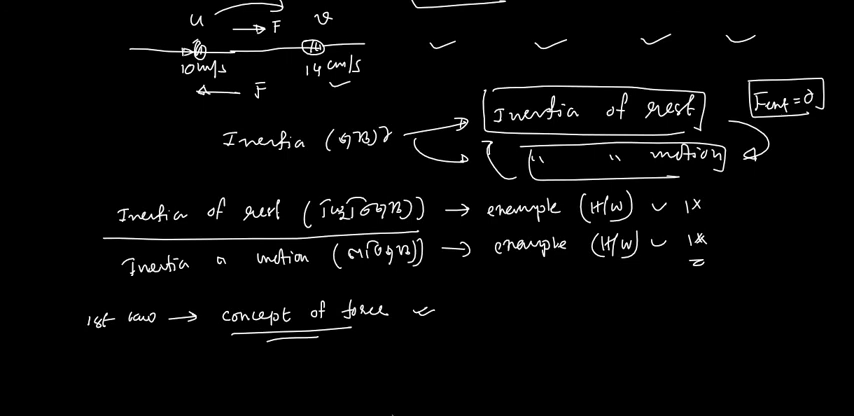 u → F v
10 m/s 14 cm/s
← F
Inertia of rest
Fext = 0
Inertia (জাড্য)
" " motion
Inertia of rest (স্থিতিজাড্য) → example (H/W) ✓ 1x
Inertia o motion (গতিজাড্য) → example (H/W) ✓ 1x
1st law → concept of force ✓